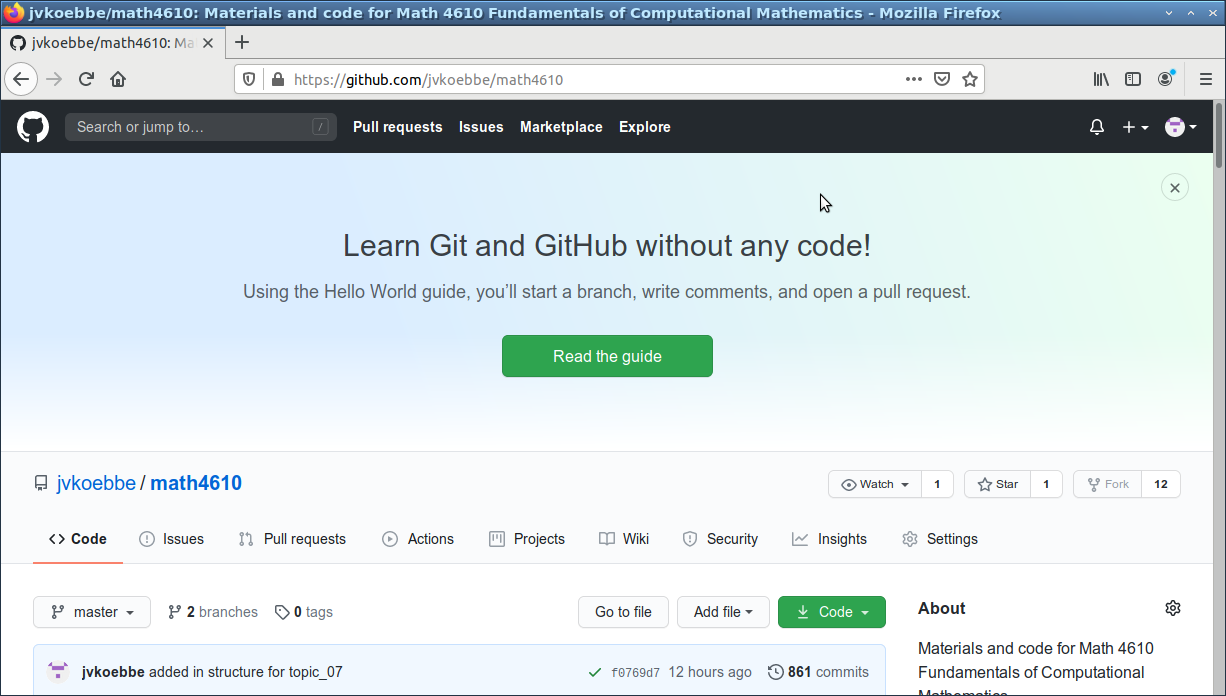 jvkoebbe/math4610: Materials and code for Math 4610 Fundamentals of Computational Mathematics - Mozilla Firefox
jvkoebbe/math4610: Ma
https://github.com/jvkoebbe/math4610
Search or jump to… /
Pull requests Issues Marketplace Explore
Learn Git and GitHub without any code!
Using the Hello World guide, you’ll start a branch, write comments, and open a pull request.
Read the guide
jvkoebbe / math4610
Watch 1 Star 1 Fork 12
Code Issues Pull requests Actions Projects Wiki Security Insights Settings
master 2 branches 0 tags Go to file Add file Code
About
Materials and code for Math 4610
Fundamentals of Computational
Mathematics
jvkoebbe added in structure for topic_07 f0769d7 12 hours ago 861 commits